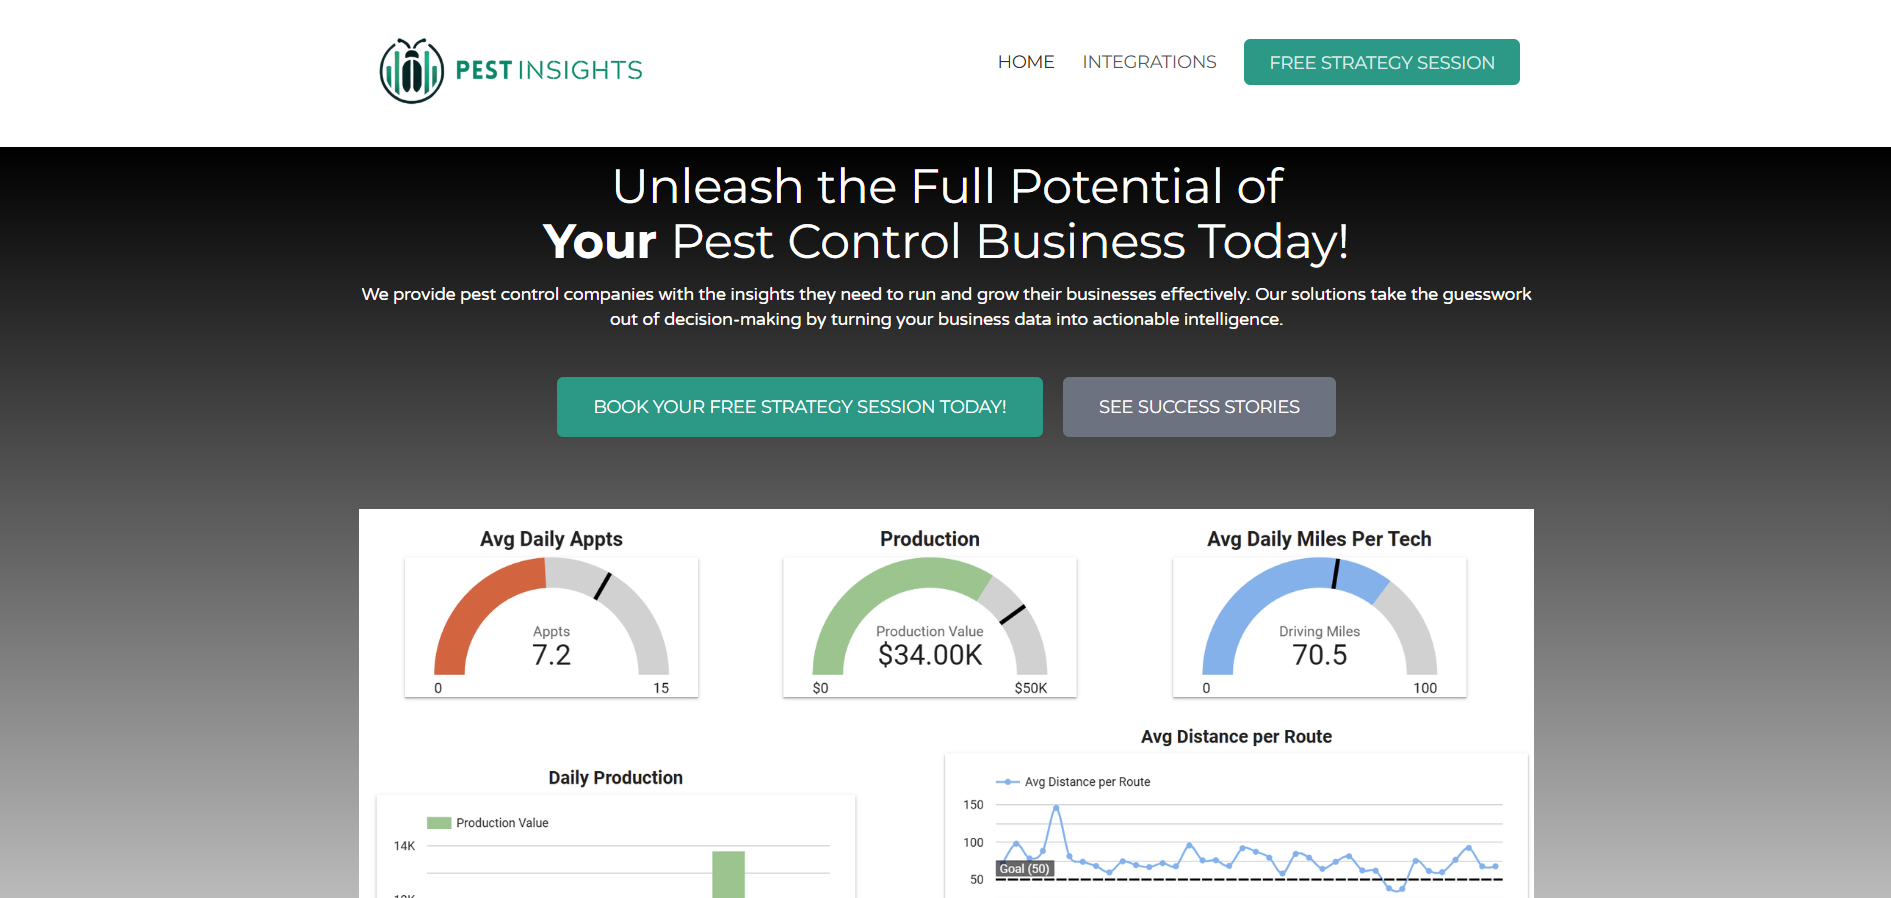 PEST INSIGHTS
HOME
INTEGRATIONS
FREE STRATEGY SESSION
Unleash the Full Potential of
Your Pest Control Business Today!
We provide pest control companies with the insights they need to run and grow their businesses effectively. Our solutions take the guesswork
out of decision-making by turning your business data into actionable intelligence.
BOOK YOUR FREE STRATEGY SESSION TODAY!
SEE SUCCESS STORIES
Avg Daily Appts
Appts
7.2
0
15
Production
Production Value
$34.00K
$0
$50K
Avg Daily Miles Per Tech
Driving Miles
70.5
0
100
Daily Production
Production Value
14K
Avg Distance per Route
Avg Distance per Route
150
100
Goal (50)
50